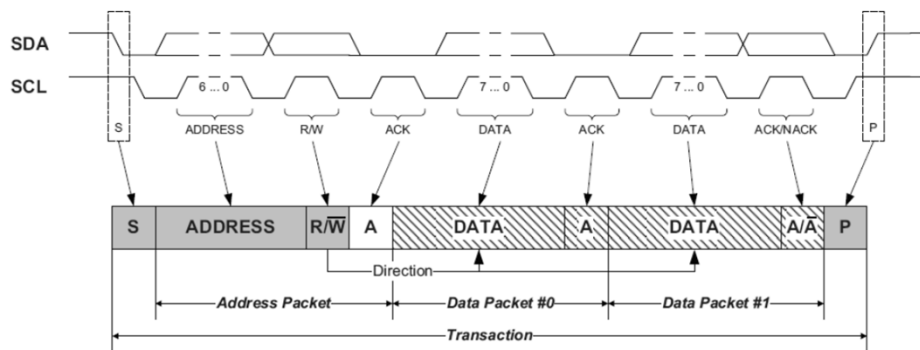 SDA
SCL
6 ... 0 7 ... 0 7 ... 0
S ADDRESS R/W ACK DATA ACK DATA ACK/NACK P
S ADDRESS R/W̅ A DATA A DATA A/A̅ P
Direction
Address Packet Data Packet #0 Data Packet #1
Transaction